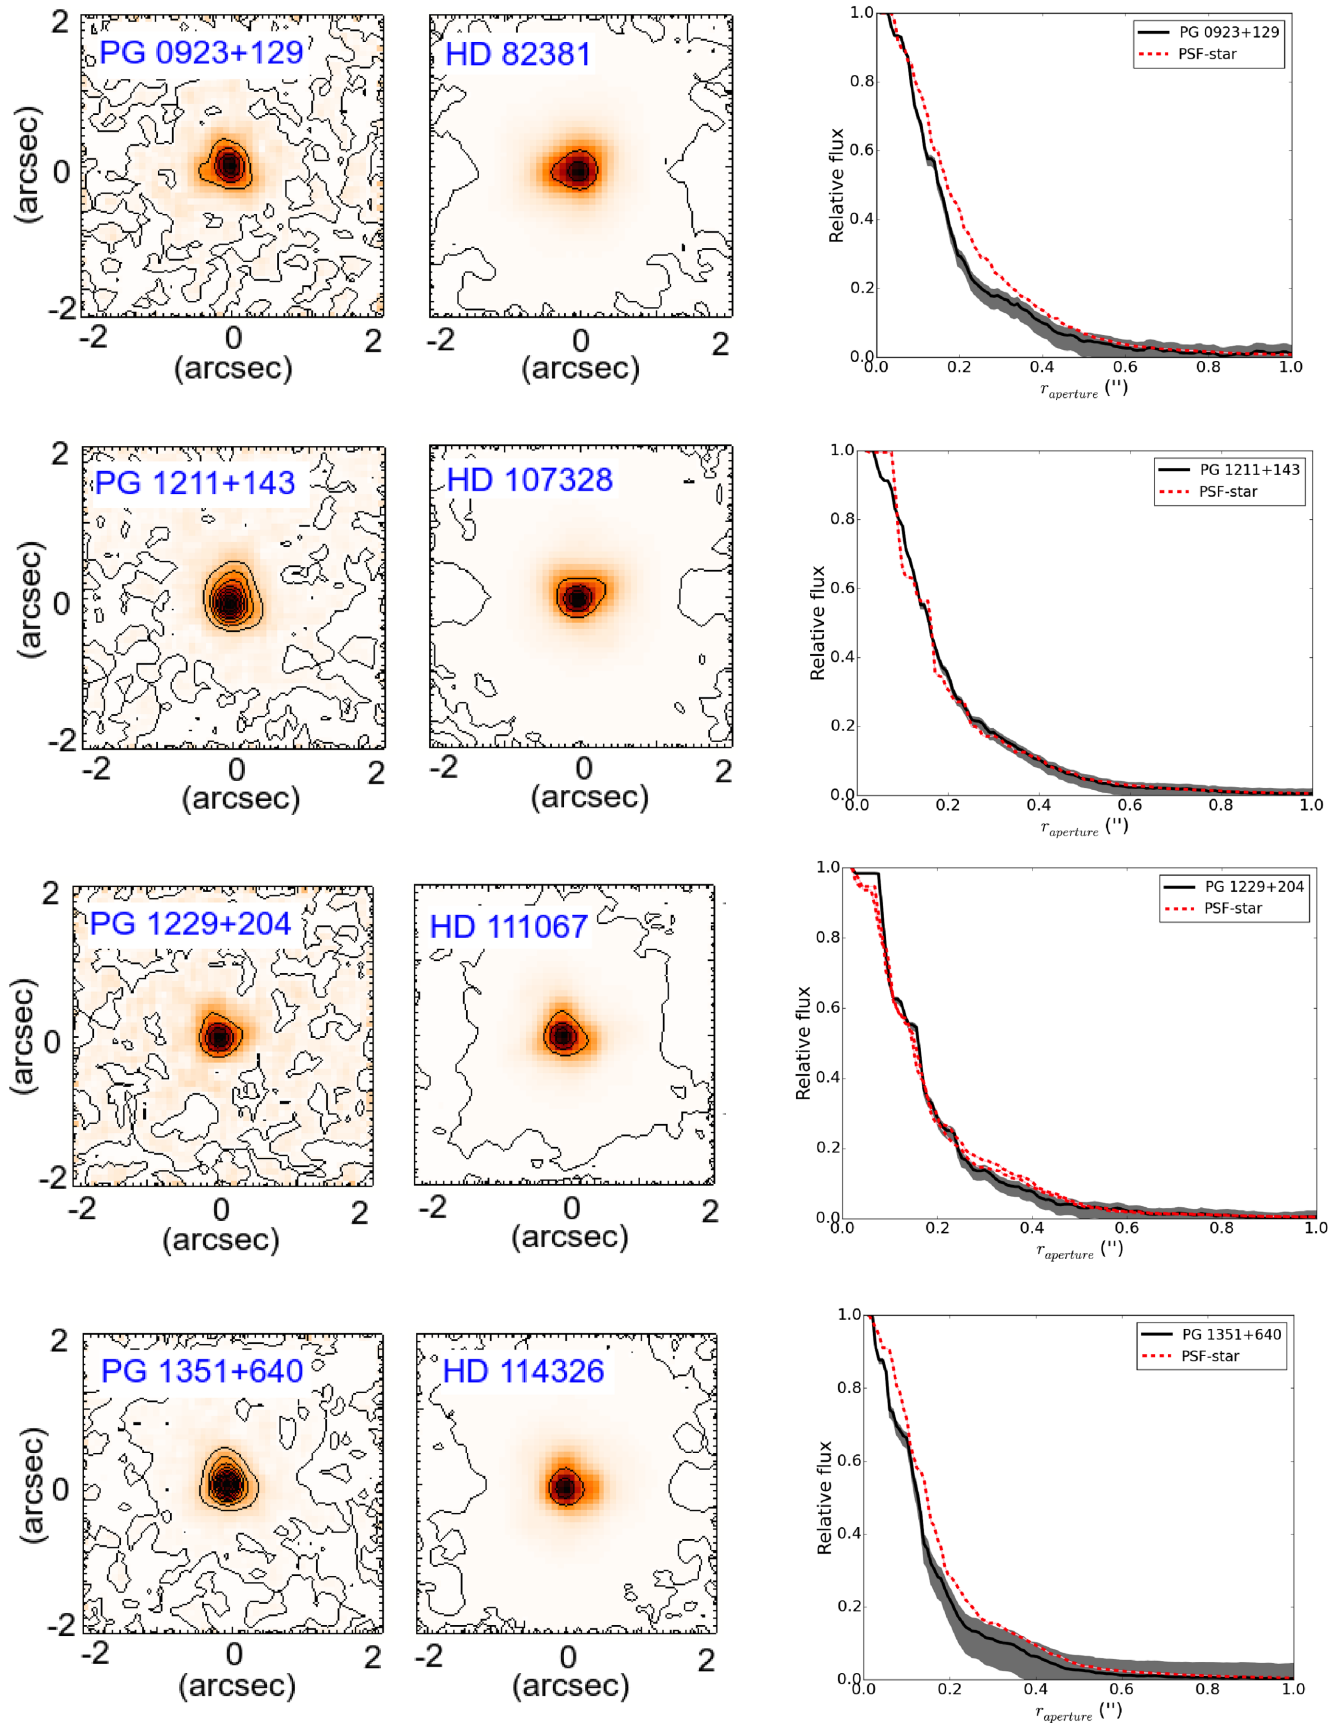 2
PG 0923+129
HD 82381
(arcsec)
0
-2
-2 0 2
(arcsec)
-2 0 2
(arcsec)
1.0
0.8
0.6
0.4
0.2
0.0
Relative flux
PG 0923+129
PSF-star
0.0 0.2 0.4 0.6 0.8 1.0
r_aperture ('')
2
PG 1211+143
HD 107328
(arcsec)
0
-2
-2 0 2
(arcsec)
-2 0 2
(arcsec)
1.0
0.8
0.6
0.4
0.2
0.0
Relative flux
PG 1211+143
PSF-star
0.0 0.2 0.4 0.6 0.8 1.0
r_aperture ('')
2
PG 1229+204
HD 111067
(arcsec)
0
-2
-2 0 2
(arcsec)
-2 0 2
(arcsec)
1.0
0.8
0.6
0.4
0.2
0.0
Relative flux
PG 1229+204
PSF-star
0.0 0.2 0.4 0.6 0.8 1.0
r_aperture ('')
2
PG 1351+640
HD 114326
(arcsec)
0
-2
-2 0 2
(arcsec)
-2 0 2
(arcsec)
1.0
0.8
0.6
0.4
0.2
0.0
Relative flux
PG 1351+640
PSF-star
0.0 0.2 0.4 0.6 0.8 1.0
r_aperture ('')